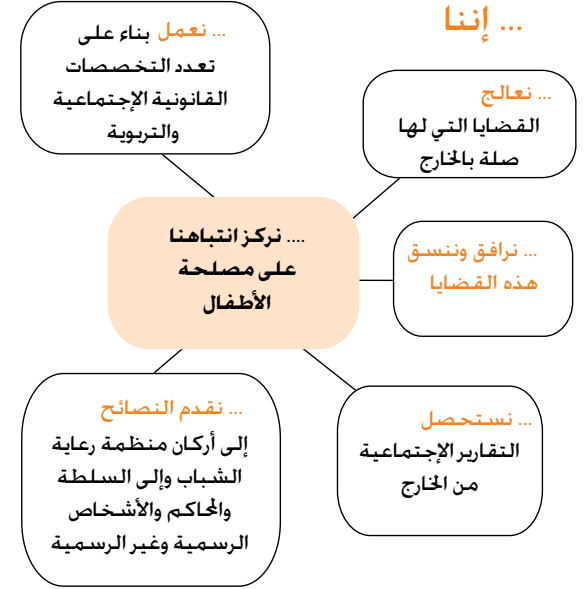 ... إننا
... نعالج
القضايا التي لها
صلة بالخارج
... نعمل بناء على
تعدد التخصصات
القانونية الإجتماعية
والتربوية
.... نركز انتباهنا
على مصلحة
الأطفال
... نرافق وننسق
هذه القضايا
... نستحصل
التقارير الإجتماعية
من الخارج
... نقدم النصائح
إلى أركان منظمة رعاية
الشباب وإلى السلطة
والمحاكم والأشخاص
الرسمية وغير الرسمية